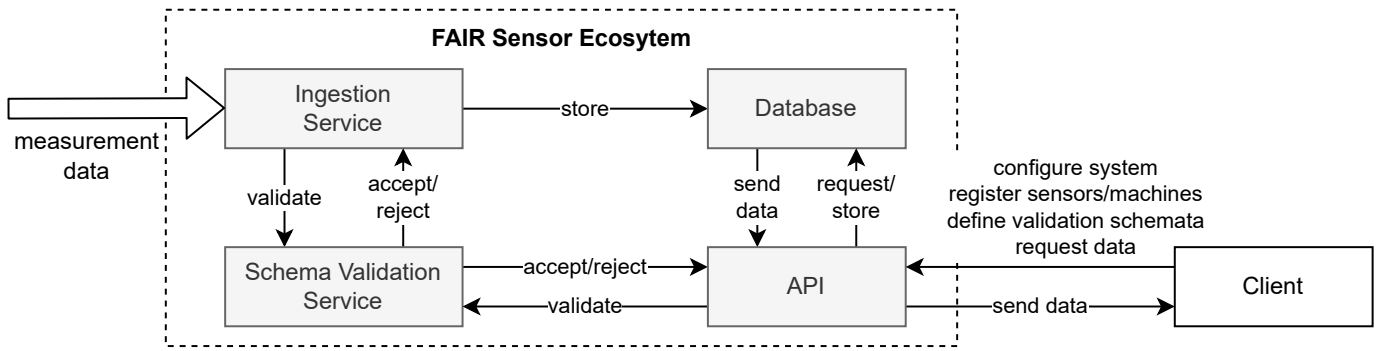 FAIR Sensor Ecosytem
Ingestion
Service
store
Database
measurement
data
validate
accept/
reject
send
data
request/
store
configure system
register sensors/machines
define validation schemata
request data
Schema Validation
Service
accept/reject
validate
API
send data
Client